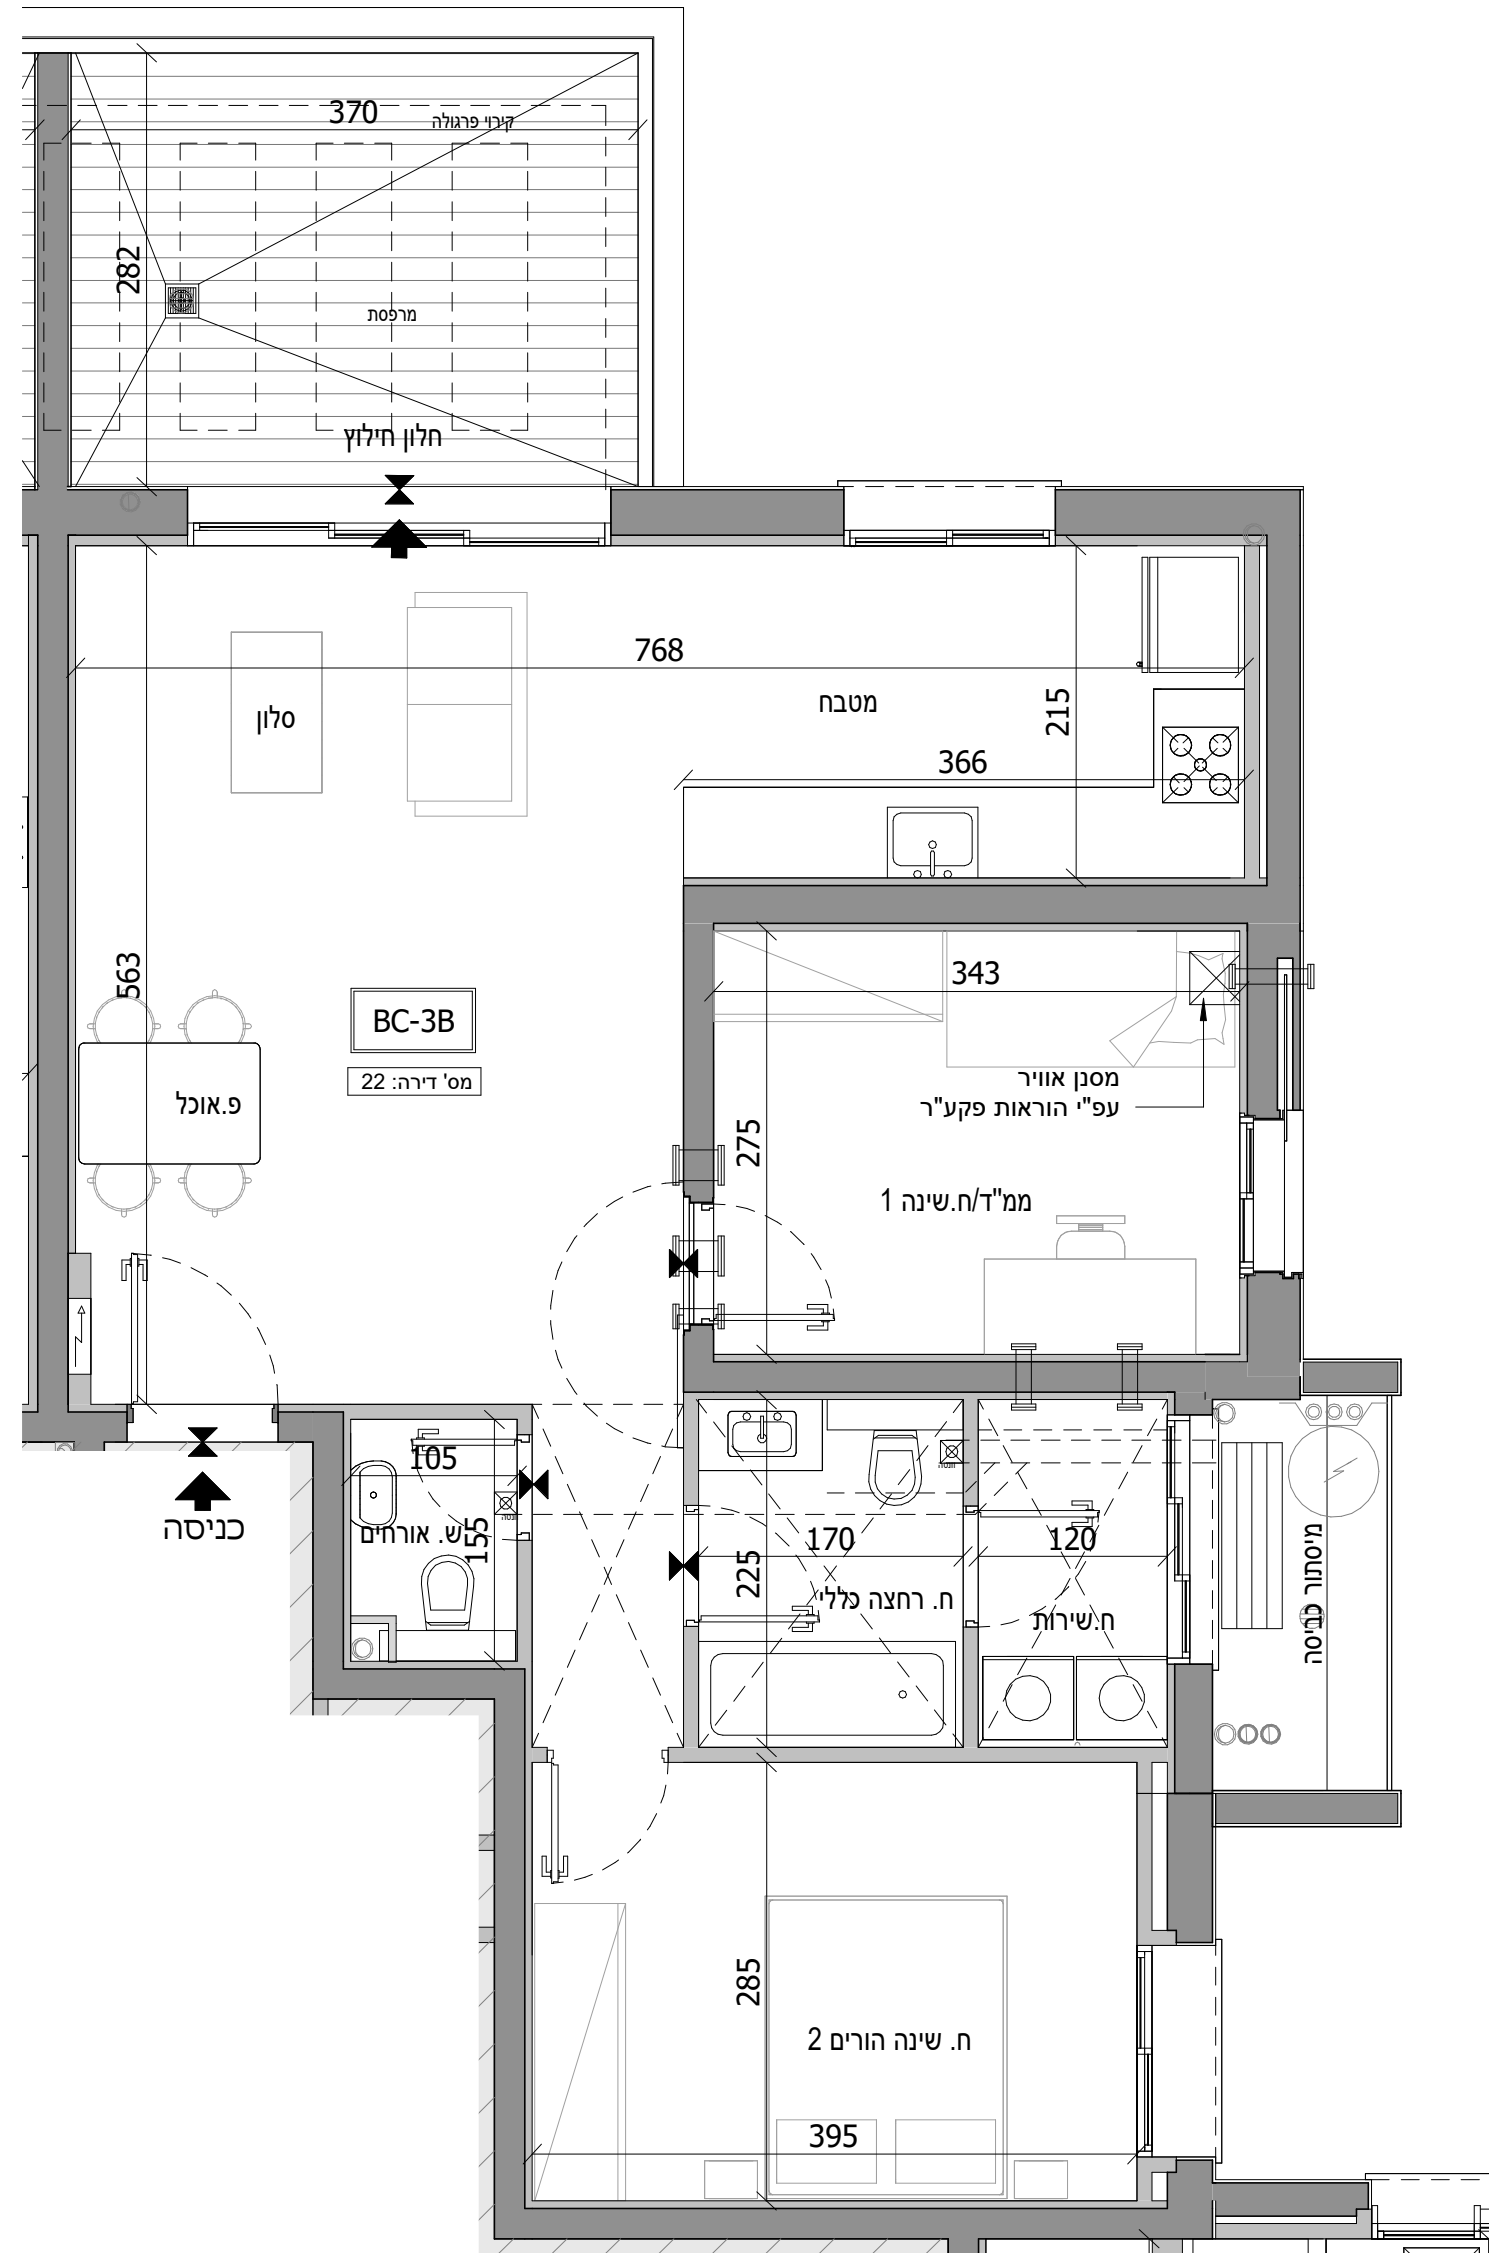 370
קירוי פרגולה
282
מרפסת
חלון חילוץ
768
סלון
מטבח
215
366
563
343
BC-3B
מס' דירה: 22
מסנן אוויר
עפ"י הוראות פקע"ר
פ.אוכל
275
ממ"ד/ח.שינה 1
105
כניסה
ש. אורחים
155
ונטה
ונטה
170
225
ח. רחצה כללי
120
ח.שירות
מיסתור כביסה
285
ח. שינה הורים 2
395